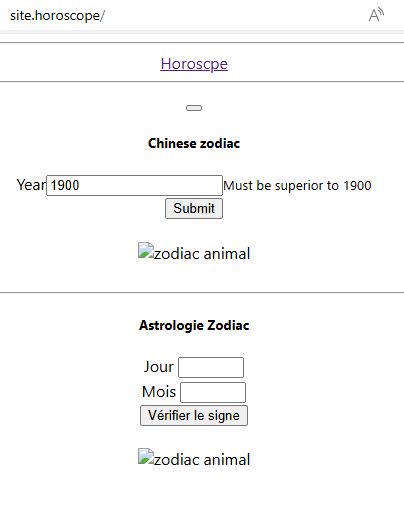 site.horoscope/
Horoscpe
Chinese zodiac
Year 1900 Must be superior to 1900
Submit
zodiac animal
Astrologie Zodiac
Jour
Mois
Vérifier le signe
zodiac animal